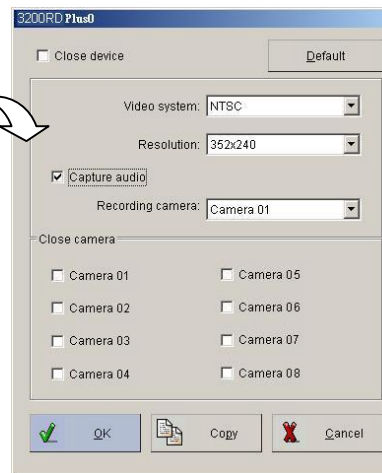 3200RD Plus0
Close device Default
Video system: NTSC
Resolution: 352x240
Capture audio
Recording camera: Camera 01
Close camera
Camera 01 Camera 05
Camera 02 Camera 06
Camera 03 Camera 07
Camera 04 Camera 08
OK Copy Cancel